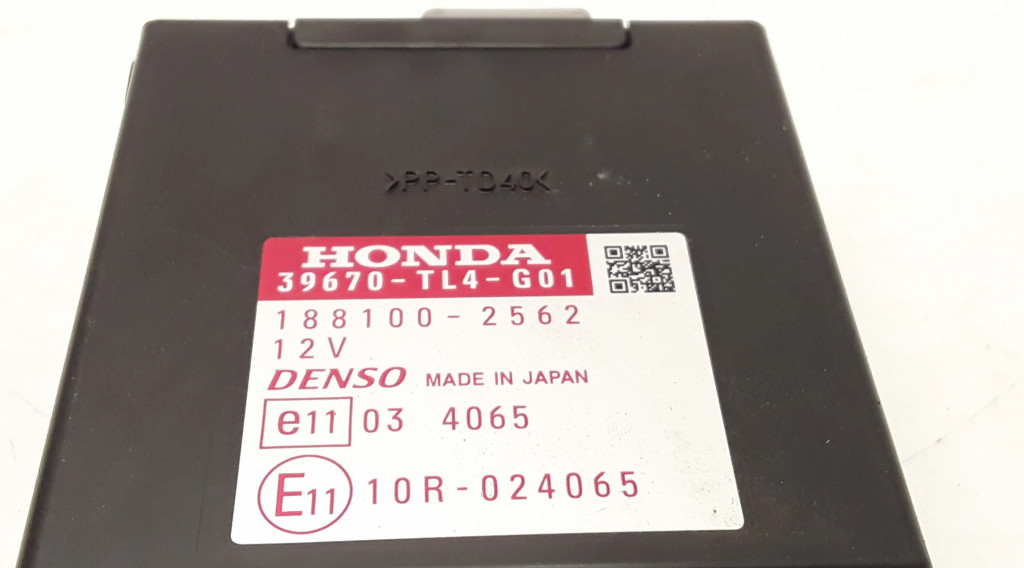 >PP-TD40<
HONDA
39670-TL4-G01
188100-2562
12V
DENSO MADE IN JAPAN
e11 03 4065
E11 10R-024065